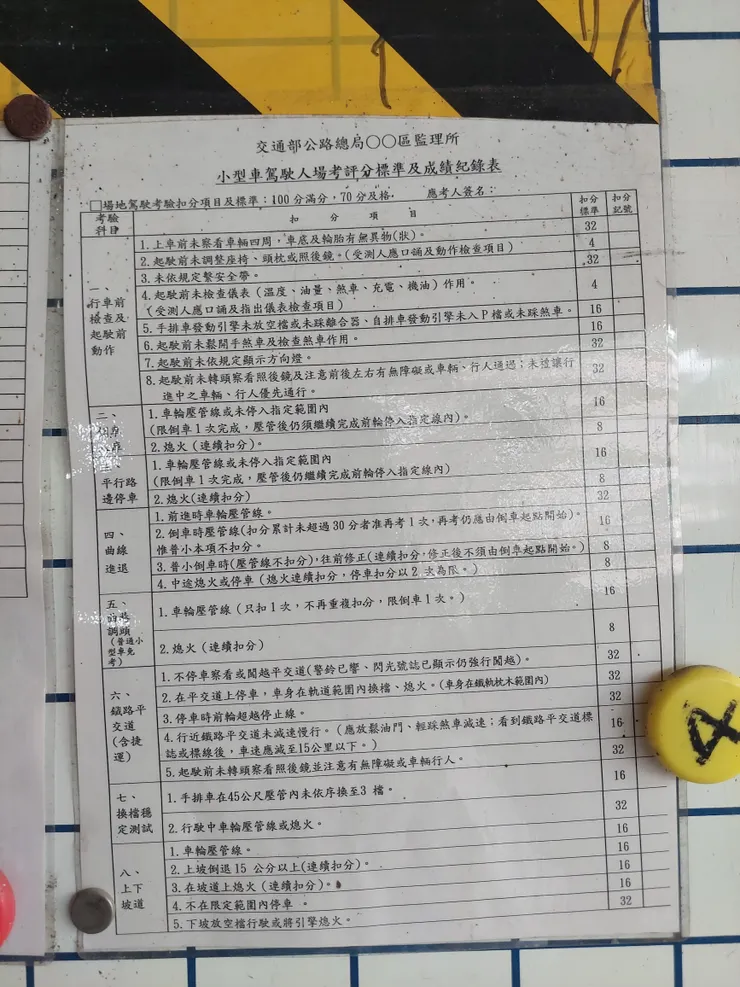 交通部公路總局○○區監理所
小型車駕駛人場考評分標準及成績紀錄表
□場地駕駛考驗扣分項目及標準：100分滿分，70分及格， 應考人簽名：
考驗科目 扣 分 項 目 扣分標準 扣分記號
一、行車前檢查及起駛前動作
1.上車前未察看車輛四周，車底及輪胎有無異物(狀)。 32
2.起駛前未調整座椅、頭枕或照後鏡。(受測人應口誦及動作檢查項目) 4
3.未依規定繫安全帶。 32
4.起駛前未檢查儀表（溫度、油量、煞車、充電、機油）作用。 4
（受測人應口誦及指出儀表檢查項目）
5.手排車發動引擎未放空檔或未踩離合器、自排車發動引擎未入P檔或未踩煞車。 16
6.起駛前未鬆開手煞車及檢查煞車作用。 16
7.起駛前未依規定顯示方向燈。 32
8.起駛前未轉頭察看照後鏡及注意前後左右有無障礙或車輛、行人通過；未禮讓行 32
進中之車輛、行人優先通行。
二、
1.車輪壓管線或未停入指定範圍內 16
(限倒車1次完成，壓管後仍須繼續完成前輪停入指定線內)。
2.熄火（連續扣分）。 8
平行路邊停車
1.車輪壓管線或未停入指定範圍內 16
(限倒車1次完成，壓管後仍繼續完成前輪停入指定線內)
2.熄火(連續扣分) 8
四、曲線進退
1.前進時車輪壓管線。 32
2.倒車時壓管線(扣分累計未超過30分者准再考1次，再考仍應由倒車起點開始)。 16
惟普小本項不扣分。
3.普小倒車時(壓管線不扣分)，往前修正(連續扣分，修正後不須由倒車起點開始。) 8
4.中途熄火或停車（熄火連續扣分，停車扣分以2次為限。） 8
五、
調頭
(普通小型車免考)
1.車輪壓管線（只扣1次，不再重複扣分，限倒車1次。） 16
2.熄火（連續扣分） 8
六、鐵路平交道(含捷運)
1.不停車察看或闖越平交道(警鈴已響、閃光號誌已顯示仍強行闖越)。 32
2.在平交道上停車，車身在軌道範圍內換檔、熄火。(車身在鐵軌枕木範圍內) 32
3.停車時前輪超越停止線。 32
4.行近鐵路平交道未減速慢行。（應放鬆油門、輕踩煞車減速；看到鐵路平交道標 16
誌或標線後，車速應減至15公里以下。）
5.起駛前未轉頭察看照後鏡並注意有無障礙或車輛行人。 32
七、換檔穩定測試
1.手排車在45公尺壓管內未依序換至3 檔。 16
2.行駛中車輪壓管線或熄火。 32
八、上下坡道
1.車輪壓管線。 16
2.上坡倒退15 公分以上(連續扣分)。 16
3.在坡道上熄火（連續扣分)。 16
4.不在限定範圍內停車 。 16
5.下坡放空檔行駛或將引擎熄火。 32
4